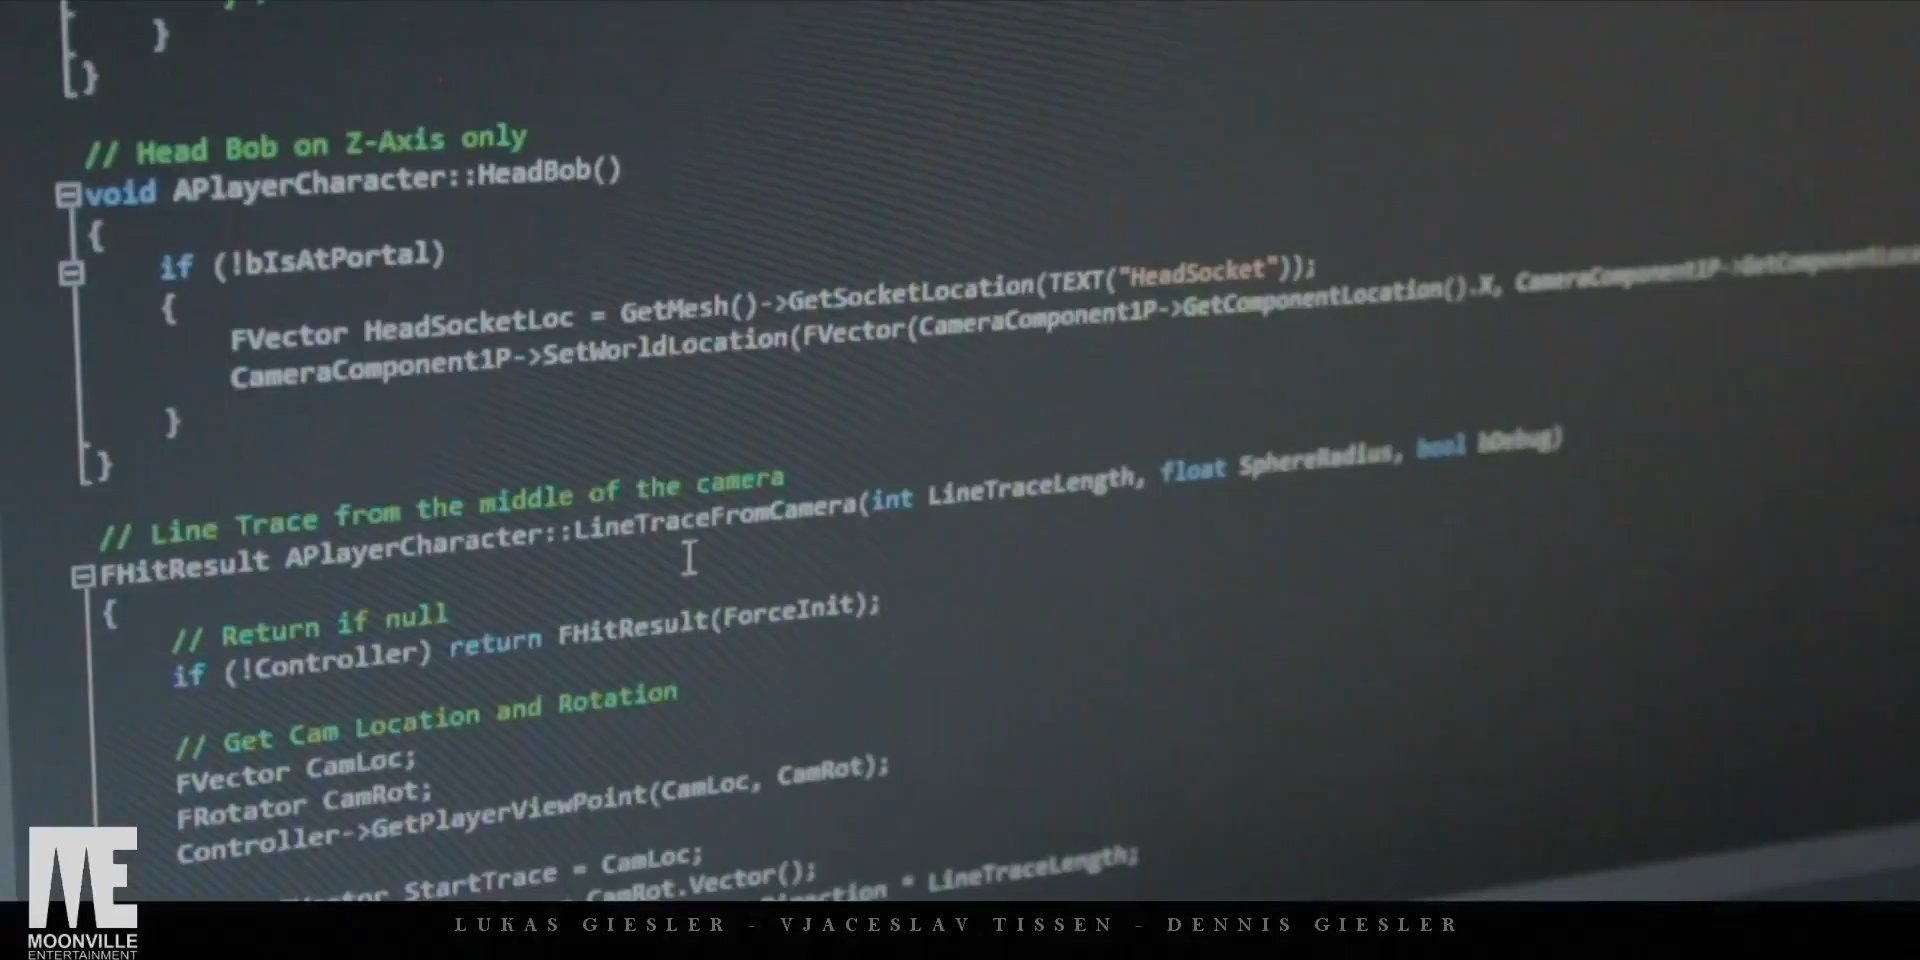 }
}
// Head Bob on Z-Axis only
void APlayerCharacter::HeadBob()
{
if (!bIsAtPortal)
{
FVector HeadSocketLoc = GetMesh()->GetSocketLocation(TEXT("HeadSocket"));
CameraComponent1P->SetWorldLocation(FVector(CameraComponent1P->GetComponentLocation().X, CameraComponent1P->
}
}
// Line Trace from the middle of the camera
FHitResult APlayerCharacter::LineTraceFromCamera(int LineTraceLength, float SphereRadius, bool bDebug)
{
// Return if null
if (!Controller) return FHitResult(ForceInit);
// Get Cam Location and Rotation
FVector CamLoc;
FRotator CamRot;
Controller->GetPlayerViewPoint(CamLoc, CamRot);
StartTrace = CamLoc;
CamRot.Vector();
* LineTraceLength;
ME
MOONVILLE
ENTERTAINMENT
LUKAS GIESLER - VJACESLAV TISSEN - DENNIS GIESLER